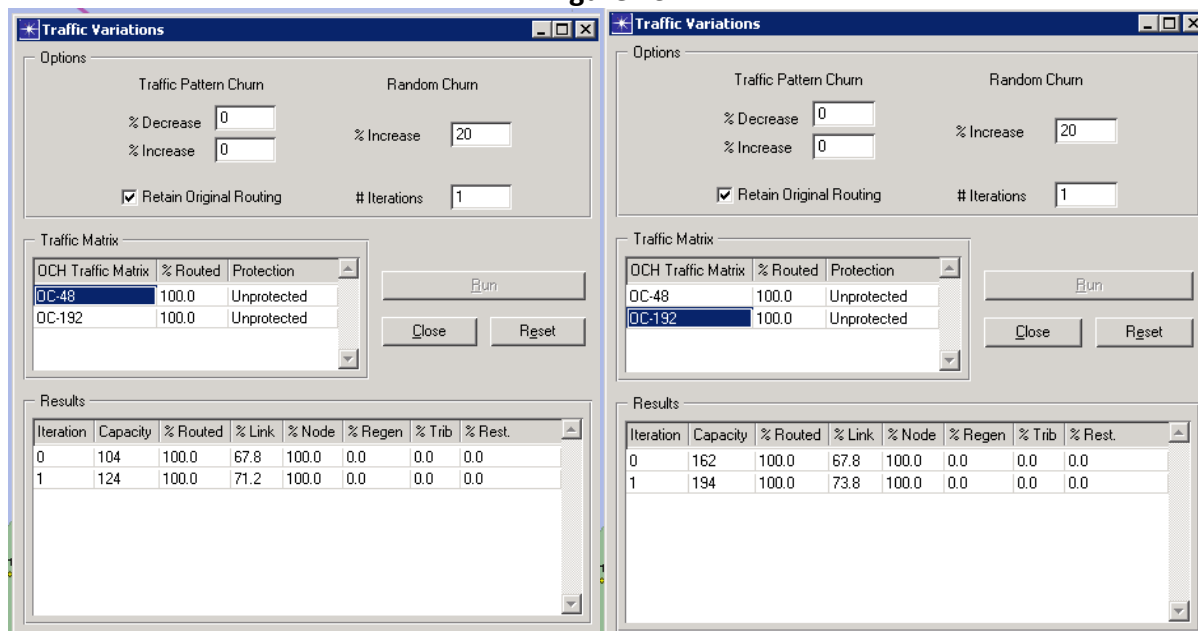 Traffic Variations
Options
Traffic Pattern Churn Random Churn
% Decrease 0
% Increase 0
% Increase 20
Retain Original Routing # Iterations 1
Traffic Matrix
OCH Traffic Matrix % Routed Protection
OC-48 100.0 Unprotected
OC-192 100.0 Unprotected
Run
Close Reset
Results
Iteration Capacity % Routed % Link % Node % Regen % Trib % Rest.
0 104 100.0 67.8 100.0 0.0 0.0 0.0
1 124 100.0 71.2 100.0 0.0 0.0 0.0
Traffic Variations
Options
Traffic Pattern Churn Random Churn
% Decrease 0
% Increase 0
% Increase 20
Retain Original Routing # Iterations 1
Traffic Matrix
OCH Traffic Matrix % Routed Protection
OC-48 100.0 Unprotected
OC-192 100.0 Unprotected
Run
Close Reset
Results
Iteration Capacity % Routed % Link % Node % Regen % Trib % Rest.
0 162 100.0 67.8 100.0 0.0 0.0 0.0
1 194 100.0 73.8 100.0 0.0 0.0 0.0